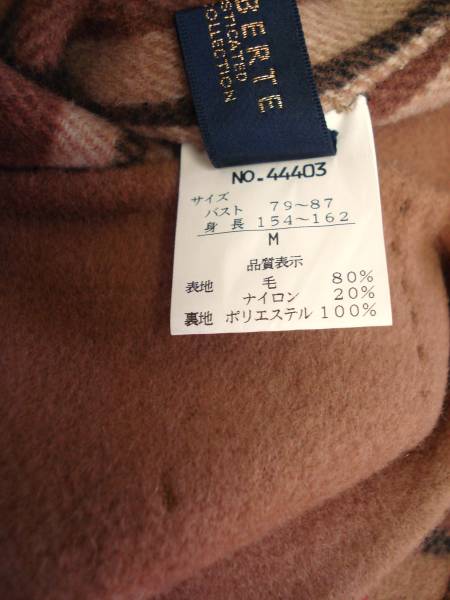 BERTE
STICATED
COLLECTION
NO.44403
サイズ
バスト 79〜87
身長 154〜162
M
品質表示
表地 毛 80%
ナイロン 20%
裏地 ポリエステル 100%